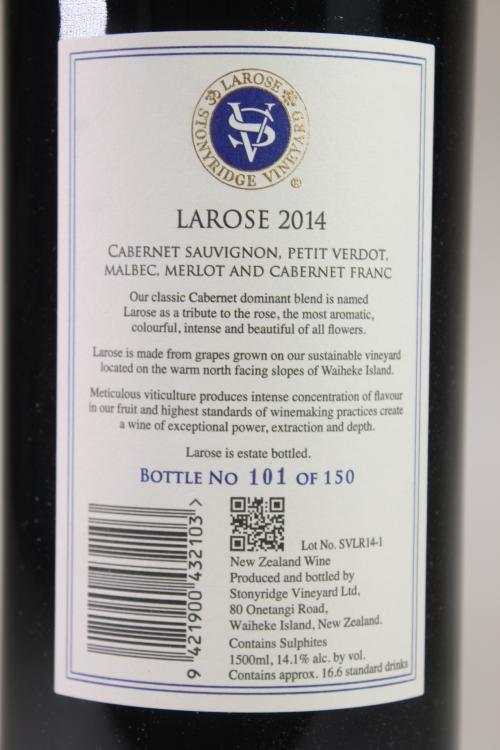 LAROSE
STONYRIDGE VINEYARD
SV
®
LAROSE 2014
CABERNET SAUVIGNON, PETIT VERDOT,
MALBEC, MERLOT AND CABERNET FRANC
Our classic Cabernet dominant blend is named
Larose as a tribute to the rose, the most aromatic,
colourful, intense and beautiful of all flowers.
Larose is made from grapes grown on our sustainable vineyard
located on the warm north facing slopes of Waiheke Island.
Meticulous viticulture produces intense concentration of flavour
in our fruit and highest standards of winemaking practices create
a wine of exceptional power, extraction and depth.
Larose is estate bottled.
BOTTLE NO 101 OF 150
9 421900 432103 >
Lot No. SVLR14-1
New Zealand Wine
Produced and bottled by
Stonyridge Vineyard Ltd,
80 Onetangi Road,
Waiheke Island, New Zealand.
Contains Sulphites
1500ml, 14.1% alc. by vol.
Contains approx. 16.6 standard drinks